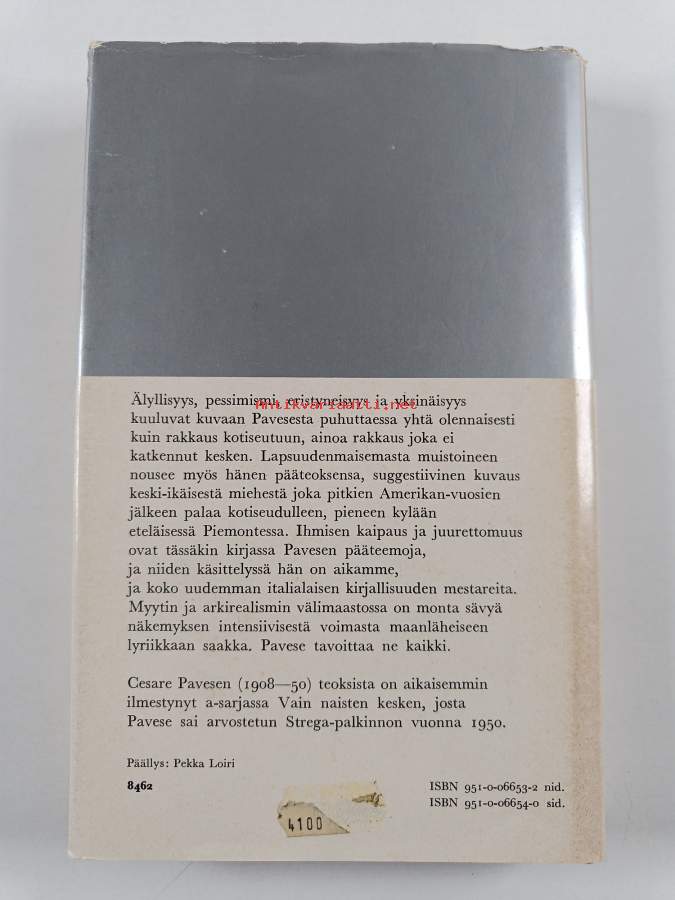 Älyllisyys, pessimismi, eristyneisyys ja yksinäisyys
Antikvariaatti.net
kuuluvat kuvaan Pavesesta puhuttaessa yhtä olennaisesti
kuin rakkaus kotiseutuun, ainoa rakkaus joka ei
katkennut kesken. Lapsuudenmaisemasta muistoineen
nousee myös hänen pääteoksensa, suggestiivinen kuvaus
keski-ikäisestä miehestä joka pitkien Amerikan-vuosien
jälkeen palaa kotiseudulleen, pieneen kylään
eteläisessä Piemontessa. Ihmisen kaipaus ja juurettomuus
ovat tässäkin kirjassa Pavesen pääteemoja,
ja niiden käsittelyssä hän on aikamme,
ja koko uudemman italialaisen kirjallisuuden mestareita.
Myytin ja arkirealismin välimaastossa on monta sävyä
näkemyksen intensiivisestä voimasta maanläheiseen
lyriikkaan saakka. Pavese tavoittaa ne kaikki.
Cesare Pavesen (1908—50) teoksista on aikaisemmin
ilmestynyt a-sarjassa Vain naisten kesken, josta
Pavese sai arvostetun Strega-palkinnon vuonna 1950.
Päällys: Pekka Loiri
8462
ISBN 951-0-06653-2 nid.
ISBN 951-0-06654-0 sid.
4100